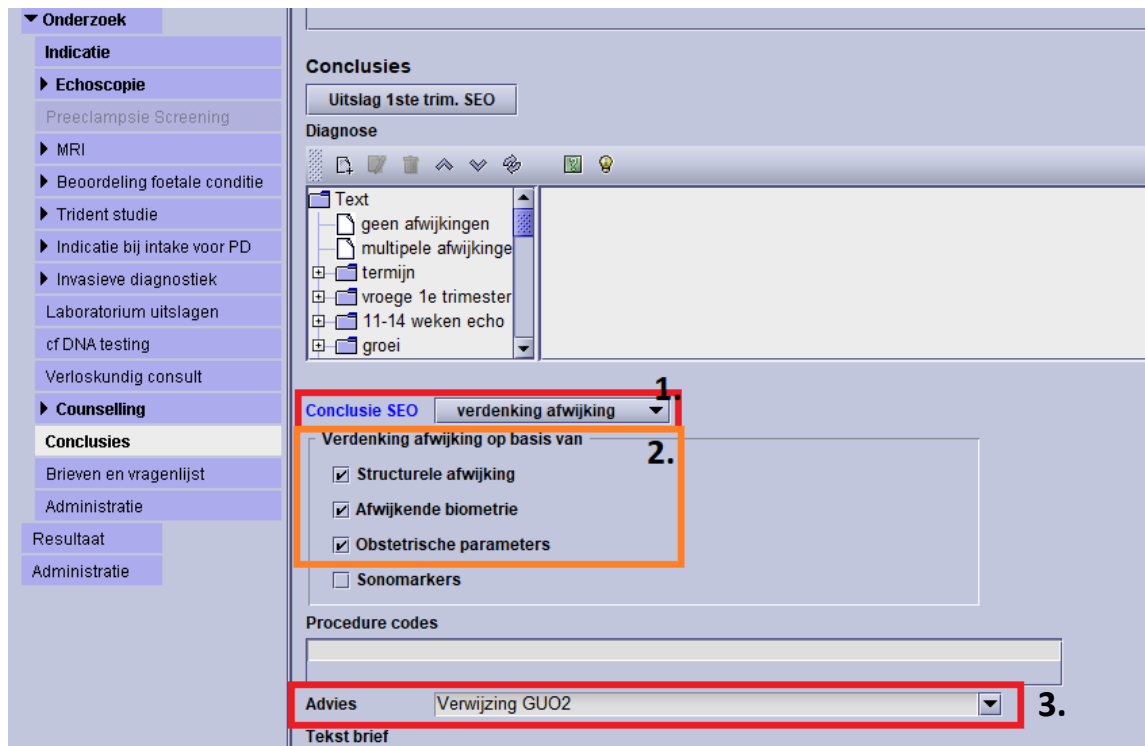 Onderzoek
Indicatie
Echoscopie
Preeclampsie Screening
MRI
Beoordeling foetale conditie
Trident studie
Indicatie bij intake voor PD
Invasieve diagnostiek
Laboratorium uitslagen
cf DNA testing
Verloskundig consult
Counselling
Conclusies
Brieven en vragenlijst
Administratie
Resultaat
Administratie
Conclusies
Uitslag 1ste trim. SEO
Diagnose
Text
geen afwijkingen
multipele afwijkinge
termijn
vroege 1e trimester
11-14 weken echo
groei
1.
Conclusie SEO verdenking afwijking
Verdenking afwijking op basis van
2.
Structurele afwijking
Afwijkende biometrie
Obstetrische parameters
Sonomarkers
Procedure codes
Advies Verwijzing GUO2
3.
Tekst brief